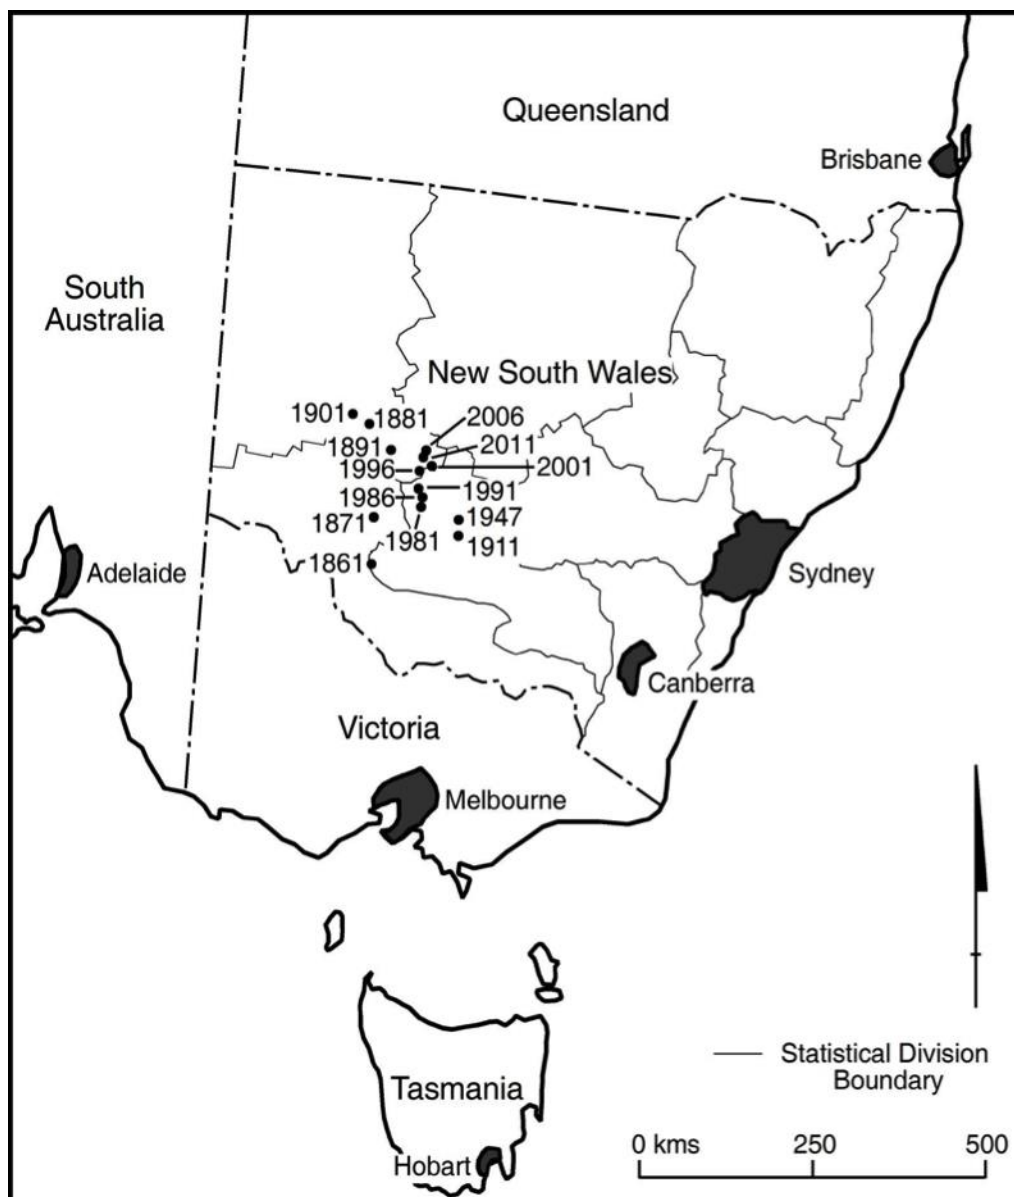 Queensland
Brisbane
South
Australia
New South Wales
1901
1881
2006
1891
2011
1996
2001
1991
1986
1871
1947
1981
1911
1861
Adelaide
Sydney
Canberra
Victoria
Melbourne
Statistical Division
Boundary
Tasmania
0 kms 250 500
Hobart